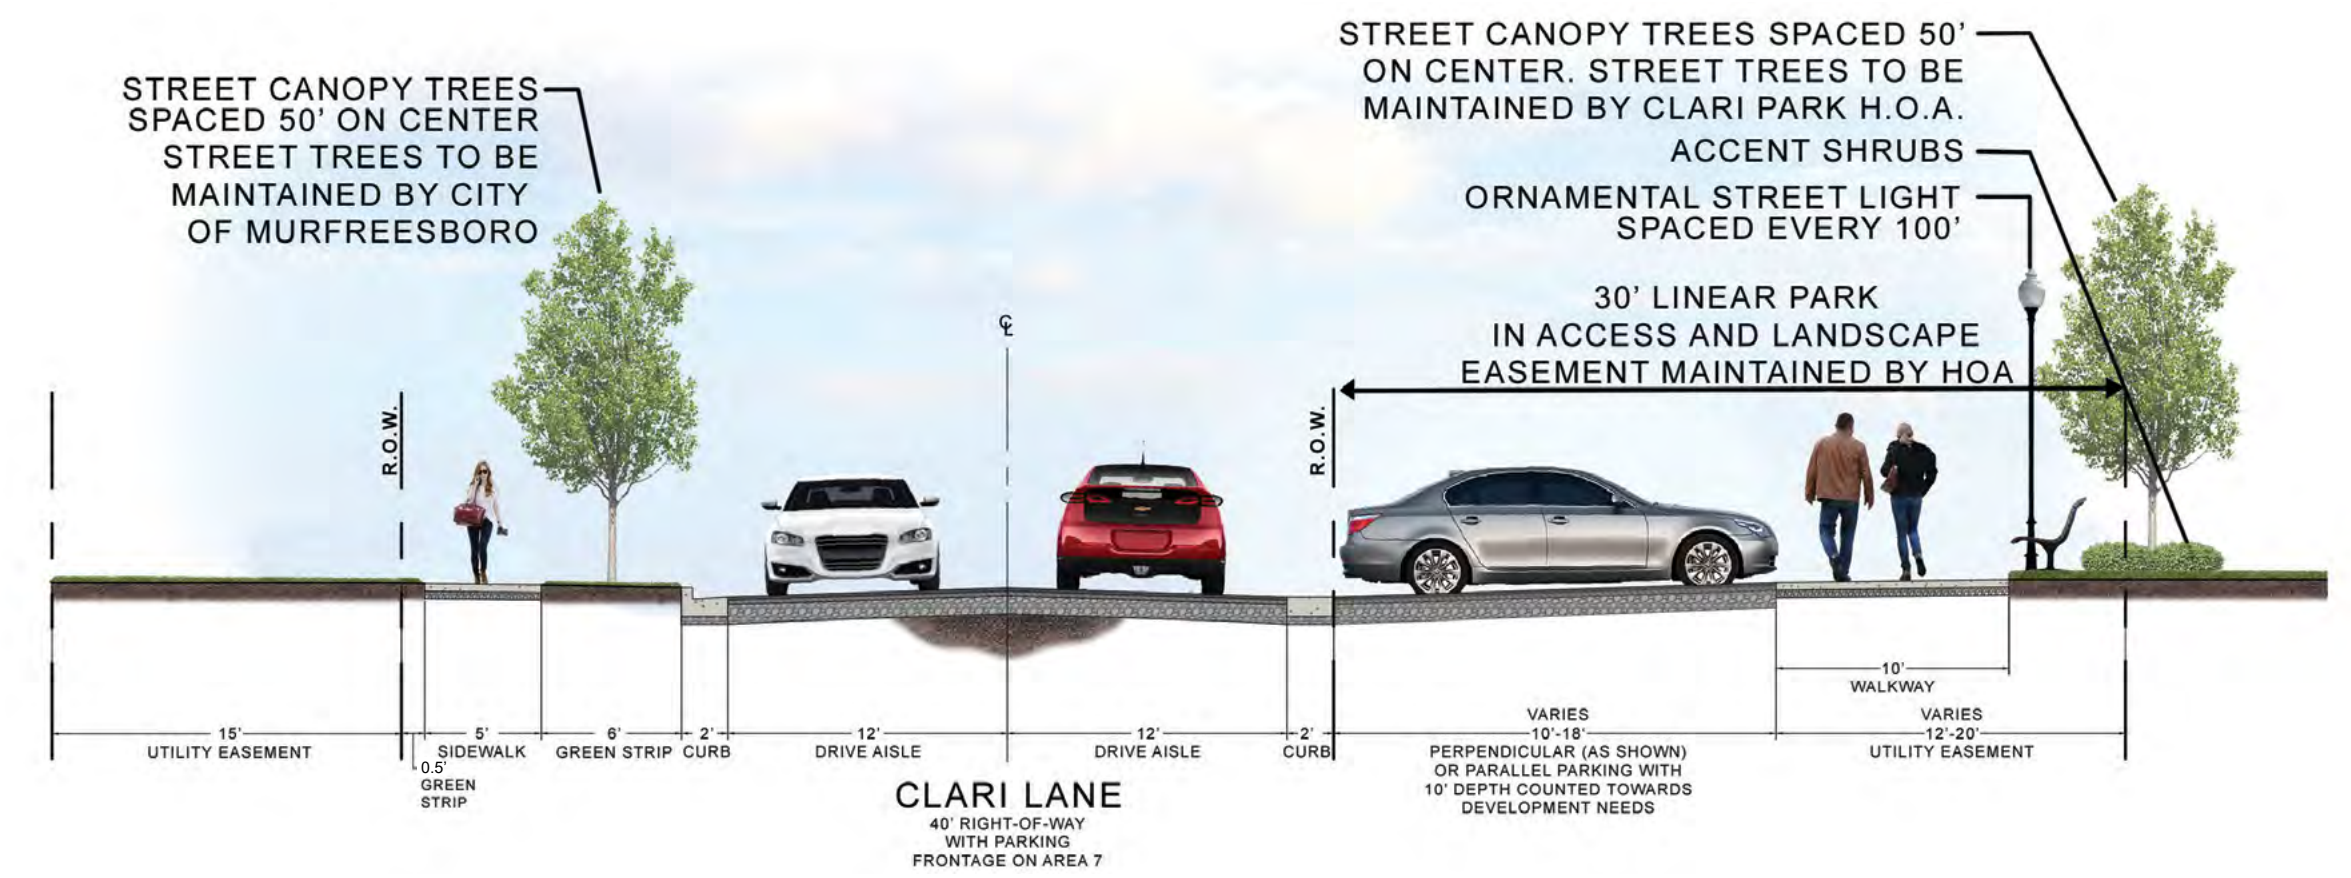 STREET CANOPY TREES
SPACED 50' ON CENTER
STREET TREES TO BE
MAINTAINED BY CITY
OF MURFREESBORO
STREET CANOPY TREES SPACED 50'
ON CENTER. STREET TREES TO BE
MAINTAINED BY CLARI PARK H.O.A.
ACCENT SHRUBS
ORNAMENTAL STREET LIGHT
SPACED EVERY 100'
30' LINEAR PARK
IN ACCESS AND LANDSCAPE
EASEMENT MAINTAINED BY HOA
℄
R.O.W.
R.O.W.
10'
WALKWAY
15'
UTILITY EASEMENT
0.5'
GREEN
STRIP
5'
SIDEWALK
6'
GREEN STRIP
2'
CURB
12'
DRIVE AISLE
12'
DRIVE AISLE
2'
CURB
VARIES
10'-18'
PERPENDICULAR (AS SHOWN)
OR PARALLEL PARKING WITH
10' DEPTH COUNTED TOWARDS
DEVELOPMENT NEEDS
VARIES
12'-20'
UTILITY EASEMENT
CLARI LANE
40' RIGHT-OF-WAY
WITH PARKING
FRONTAGE ON AREA 7